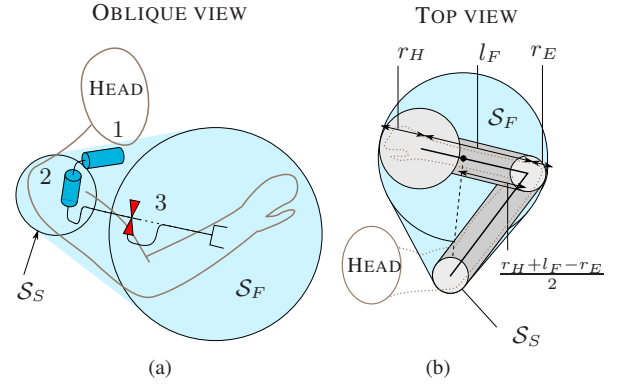 OBLIQUE VIEW
TOP VIEW
HEAD
1
2
3
S_S
S_F
(a)
r_H
l_F
r_E
S_F
HEAD
\frac{r_H+l_F-r_E}{2}
S_S
(b)